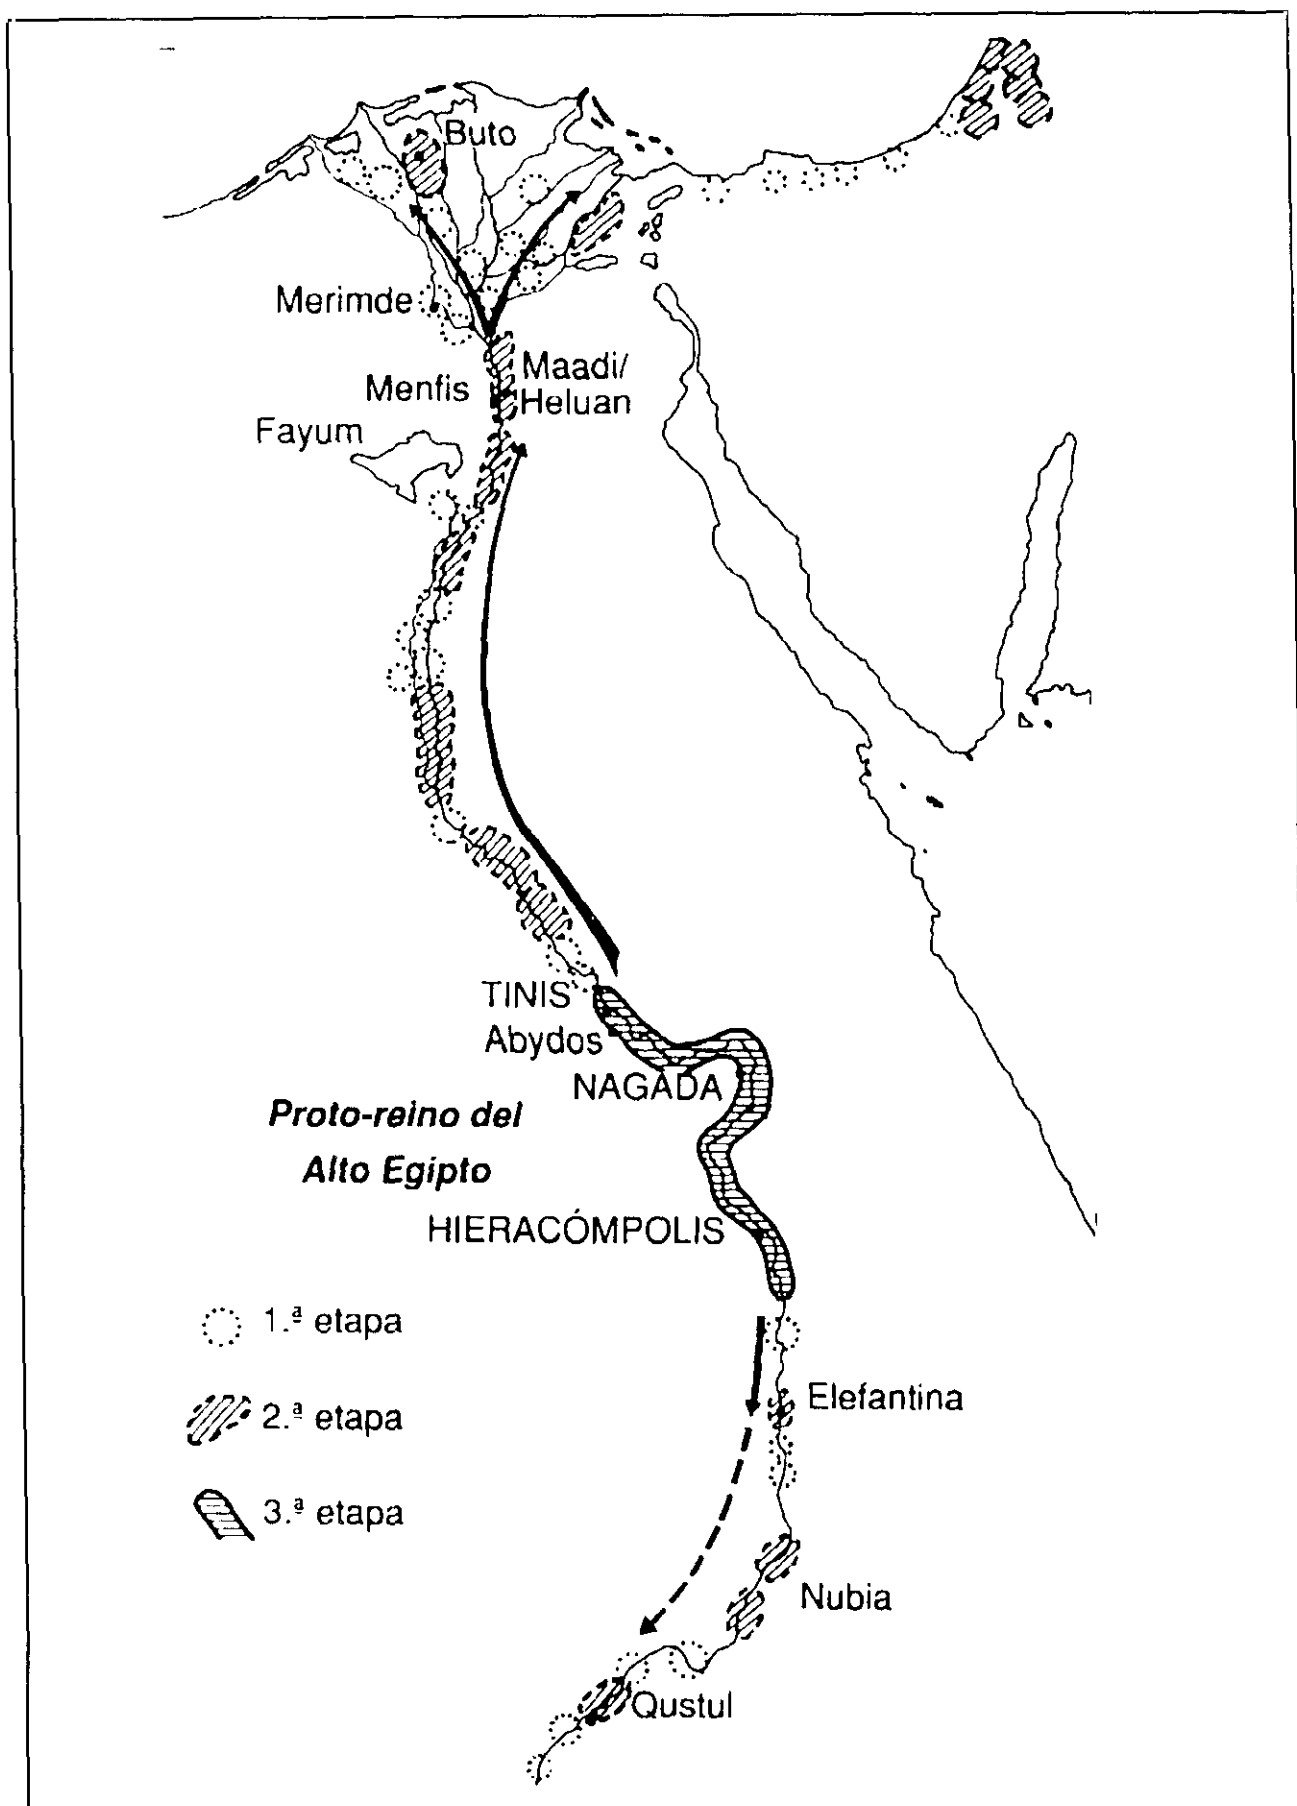 Buto
Merimde
Maadi/
Heluan
Menfis
Fayum
TINIS
Abydos
NAGADA
Proto-reino del
Alto Egipto
HIERACÓMPOLIS
1.ª etapa
2.ª etapa
3.ª etapa
Elefantina
Nubia
Qustul